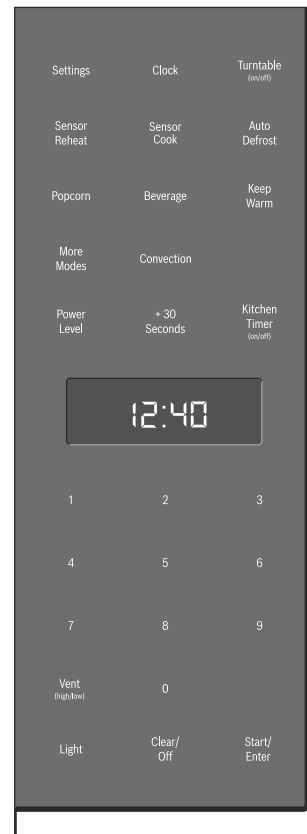 Settings Clock Turntable
(on/off)
Sensor Sensor Auto
Reheat Cook Defrost
Popcorn Beverage Keep
Warm
More
Modes Convection
Power + 30 Kitchen
Level Seconds Timer
(on/off)
12:40
1 2 3
4 5 6
7 8 9
Vent
(high/low) 0
Light Clear/ Start/
Off Enter